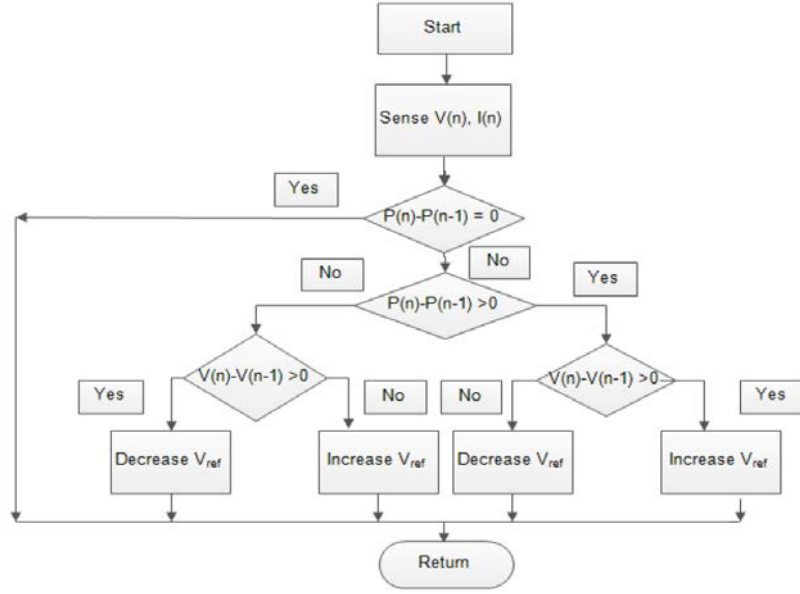 Start
Sense V(n), I(n)
Yes
P(n)-P(n-1) = 0
No
No
Yes
P(n)-P(n-1) >0
V(n)-V(n-1) >0
V(n)-V(n-1) >0
Yes
No
No
Yes
Decrease Vref
Increase Vref
Decrease Vref
Increase Vref
Return